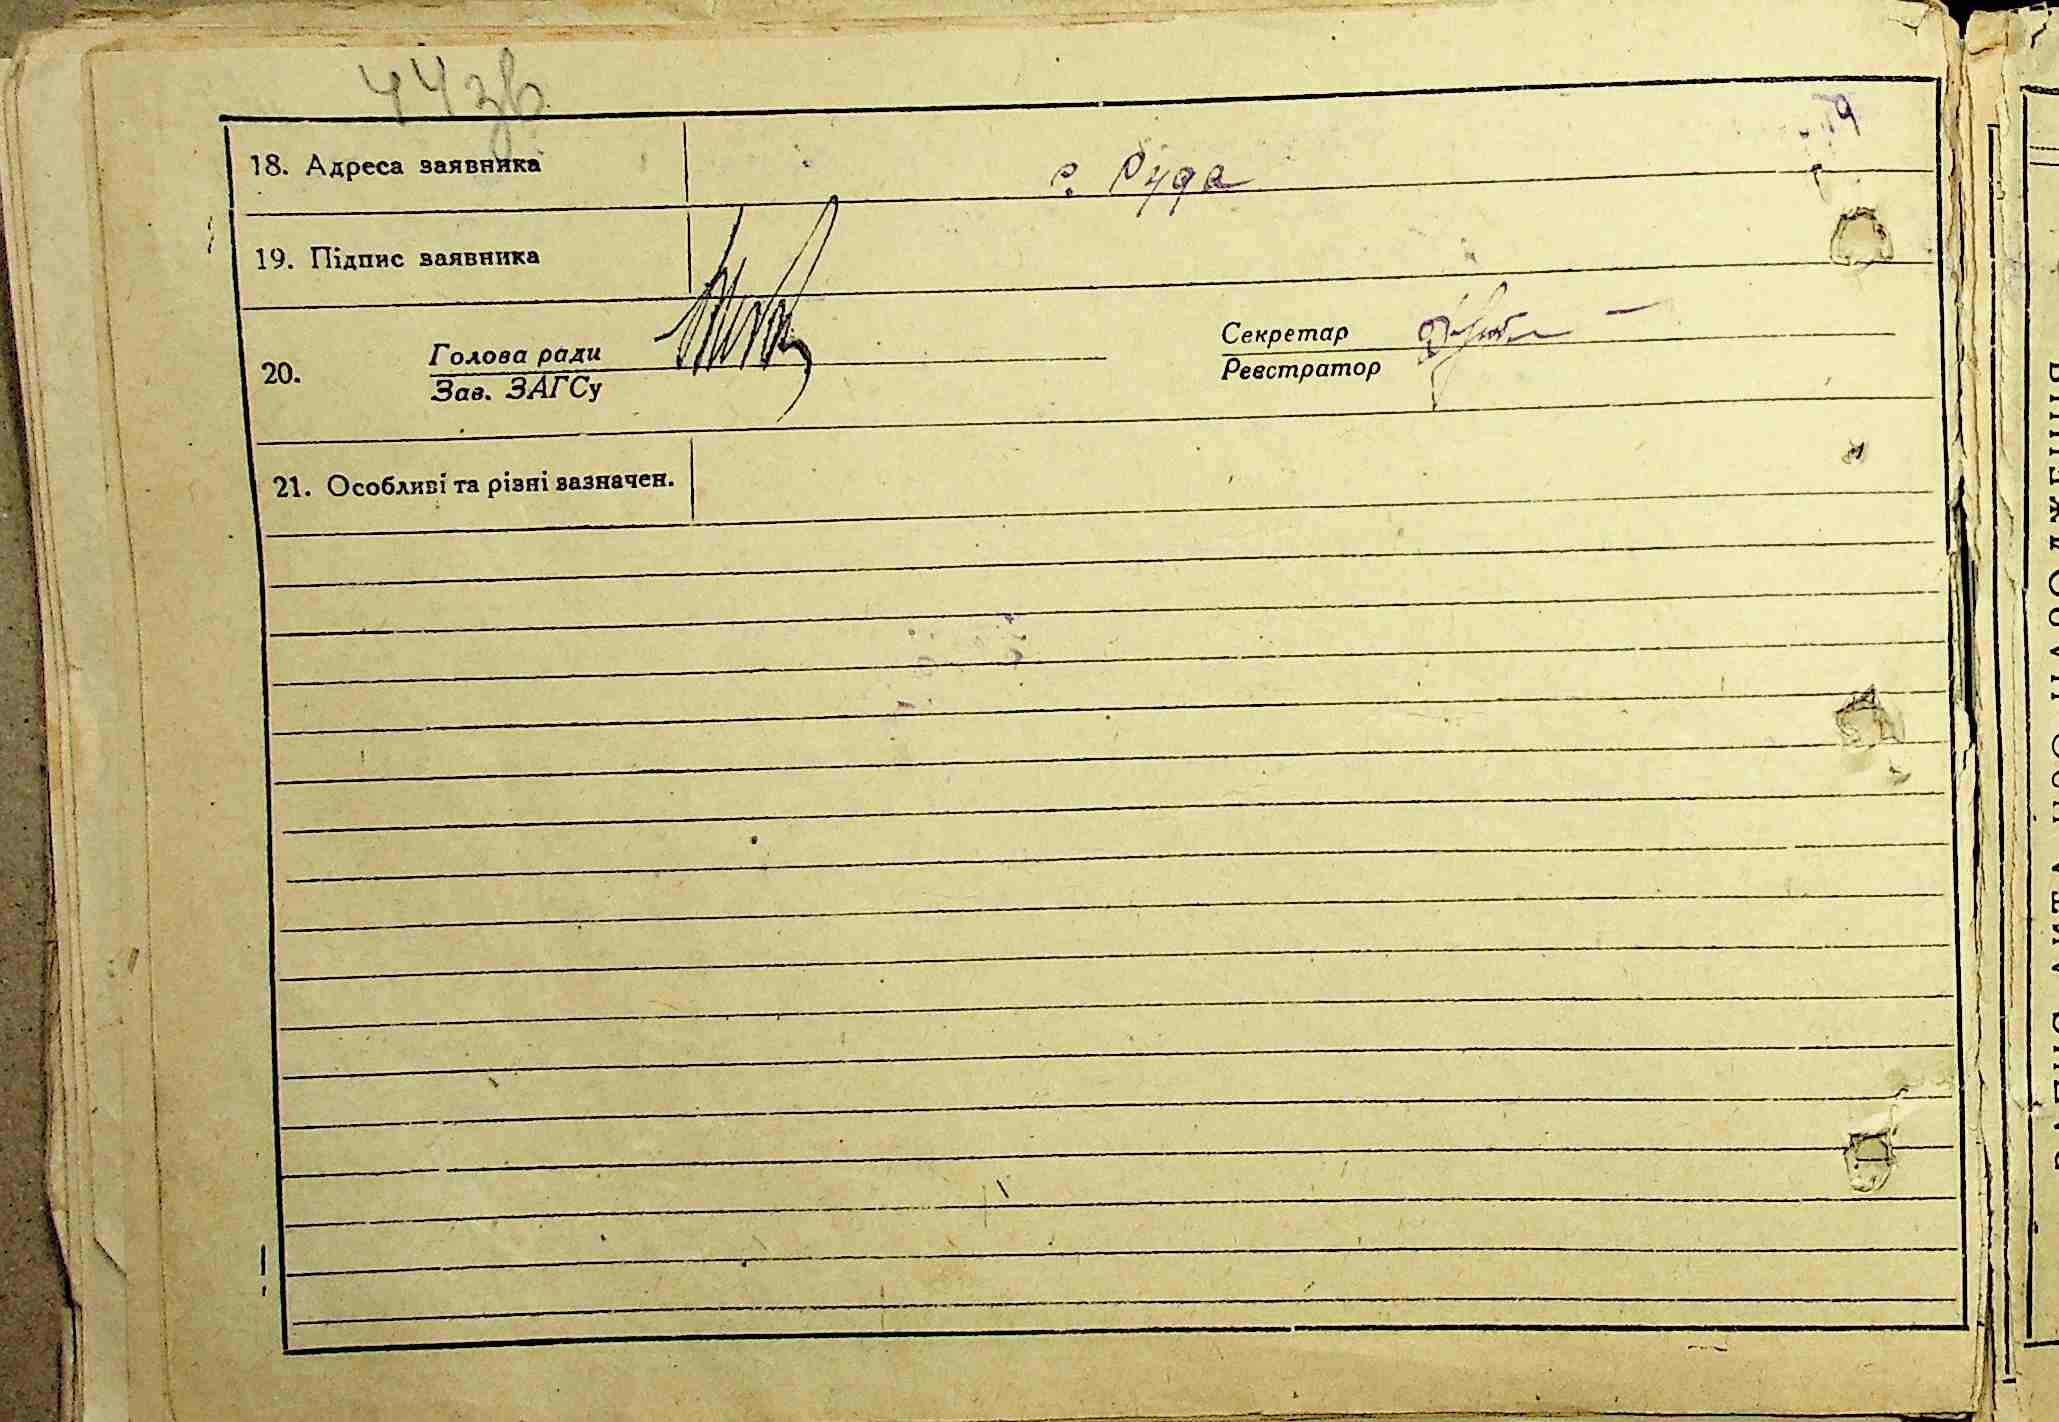 44зв
18. Адреса заявника с. Руда
19. Підпис заявника
20. Голова ради Секретар
Зав. ЗАГСу Реєстратор
21. Особливі та різні зазначен.